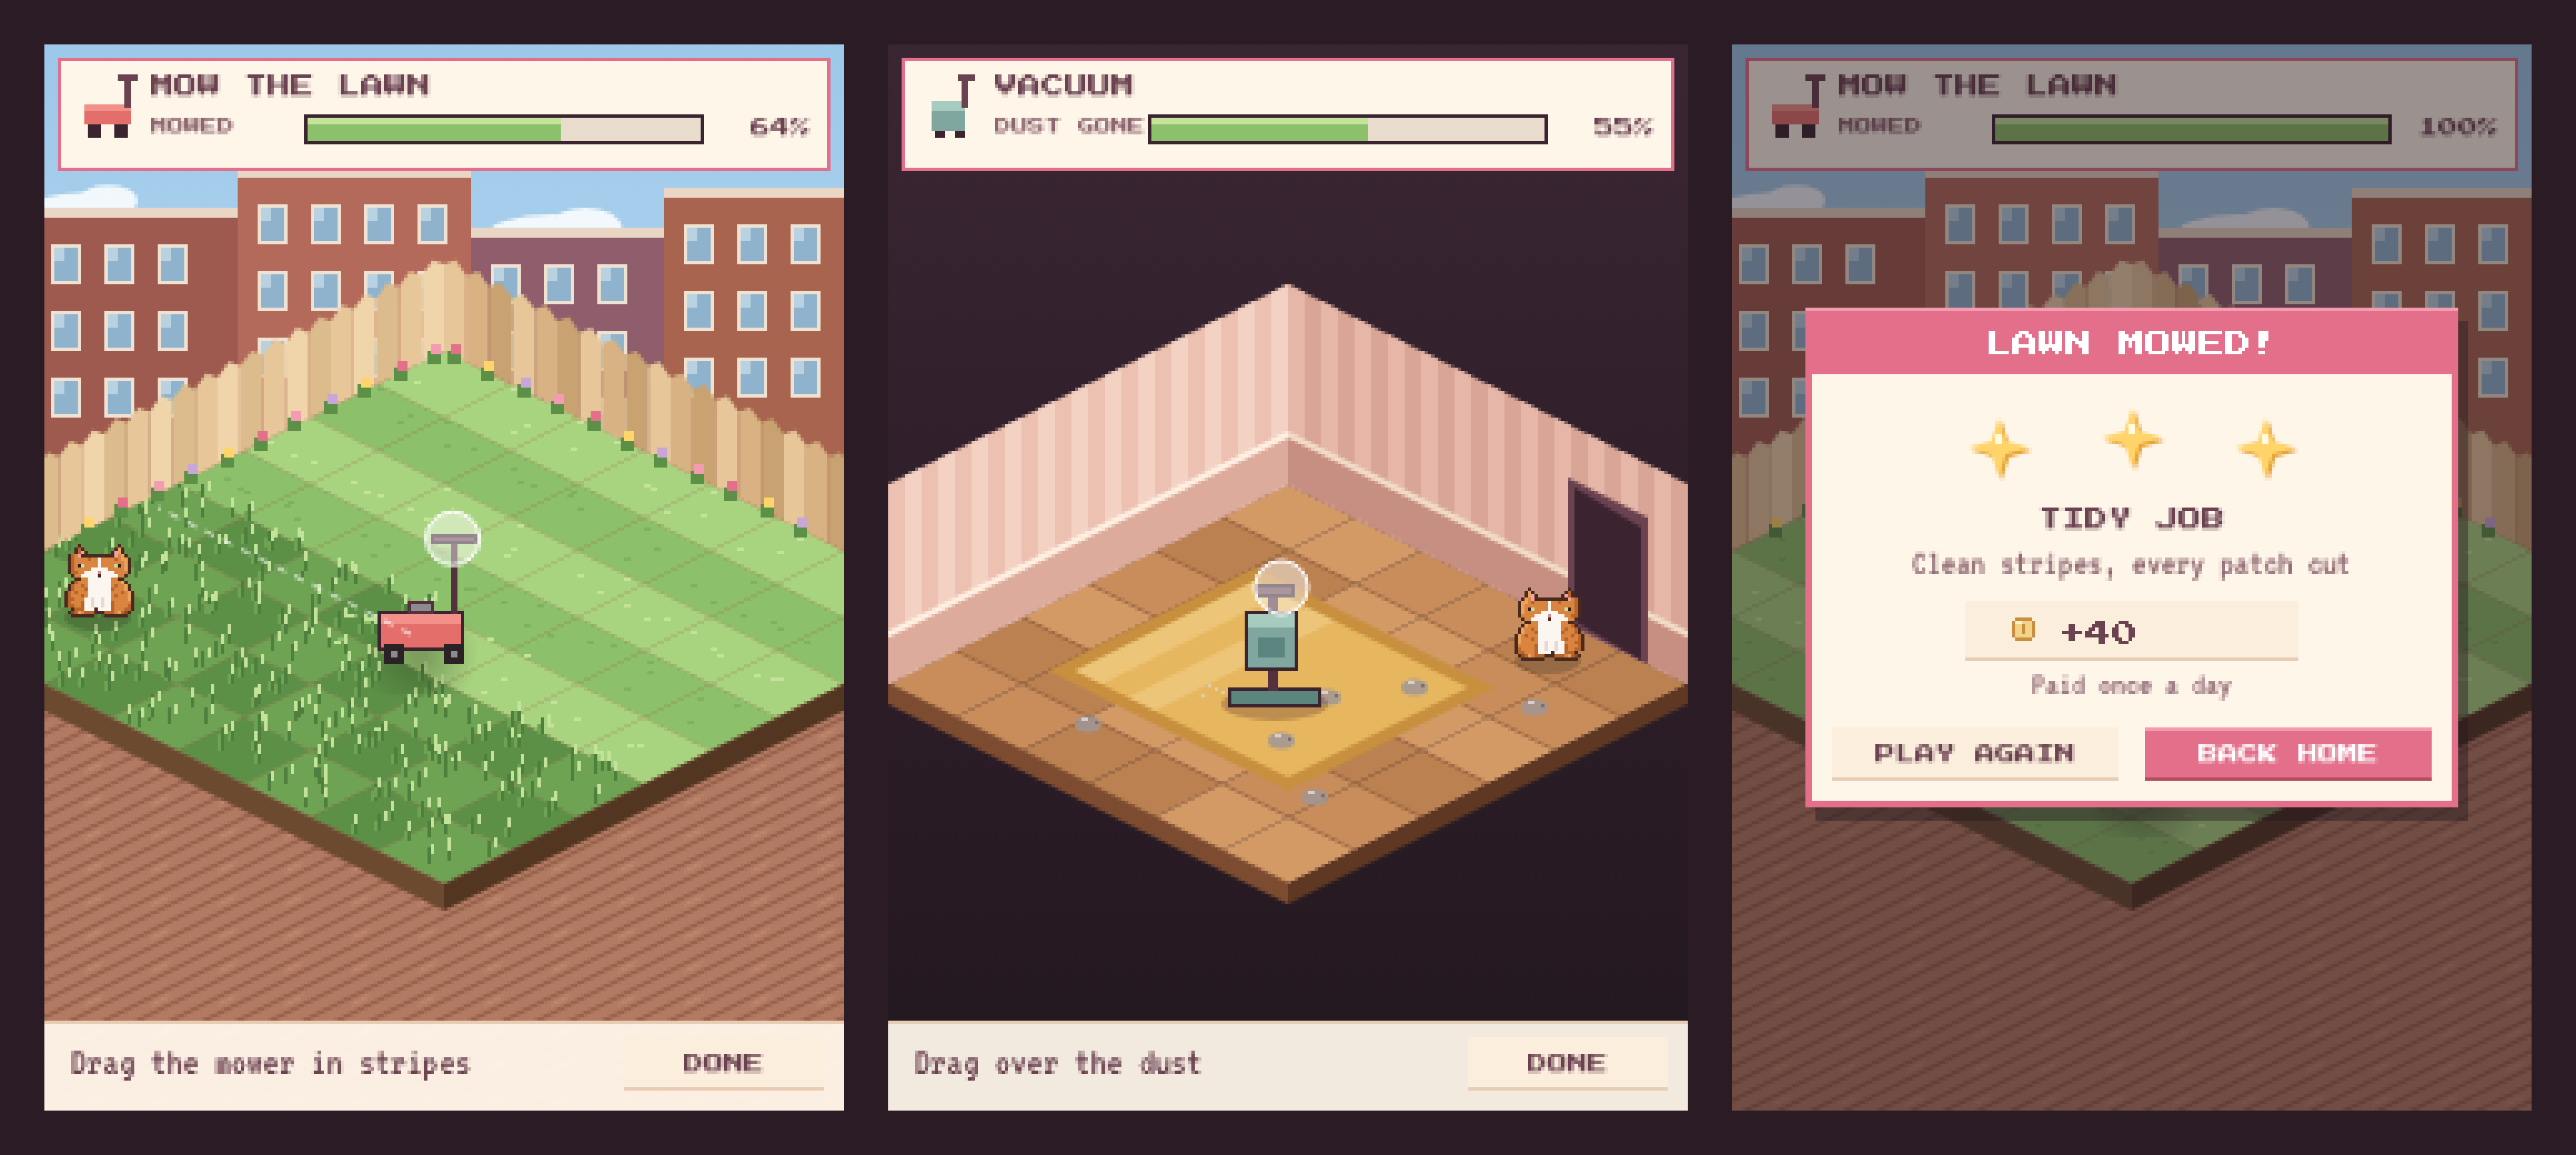 MOW THE LAWN
MOWED 64%
Drag the mower in stripes
DONE
VACUUM
DUST GONE 55%
Drag over the dust
DONE
MOW THE LAWN
MOWED 100%
LAWN MOWED!
TIDY JOB
Clean stripes, every patch cut
+40
Paid once a day
PLAY AGAIN
BACK HOME